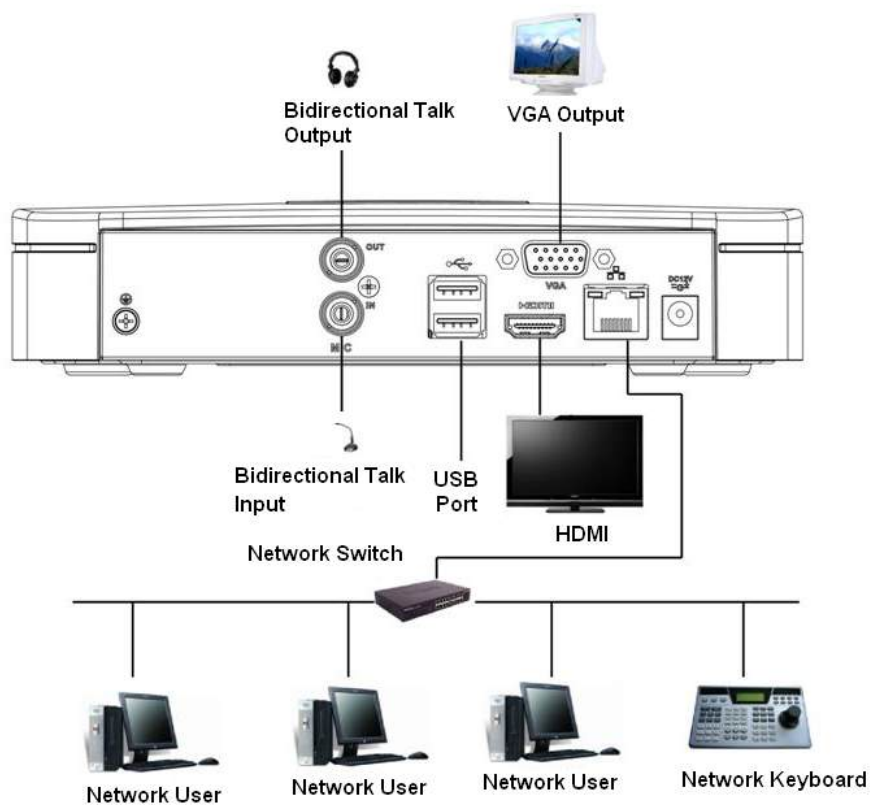 Bidirectional Talk
Output
VGA Output
OUT
VGA
DC12V
IN
HDMI
MIC
Bidirectional Talk
Input
USB
Port
HDMI
Network Switch
Network User
Network User
Network User
Network Keyboard